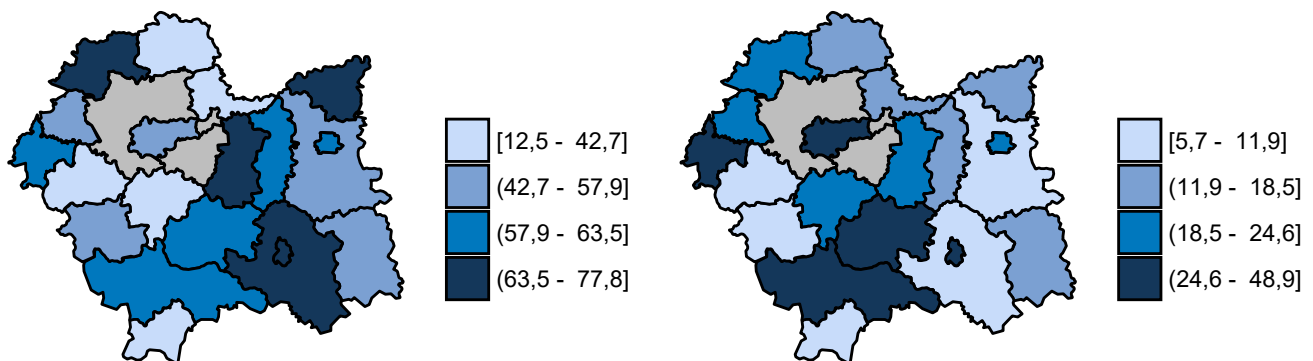 [12,5 - 42,7]
(42,7 - 57,9]
(57,9 - 63,5]
(63,5 - 77,8]
[5,7 - 11,9]
(11,9 - 18,5]
(18,5 - 24,6]
(24,6 - 48,9]